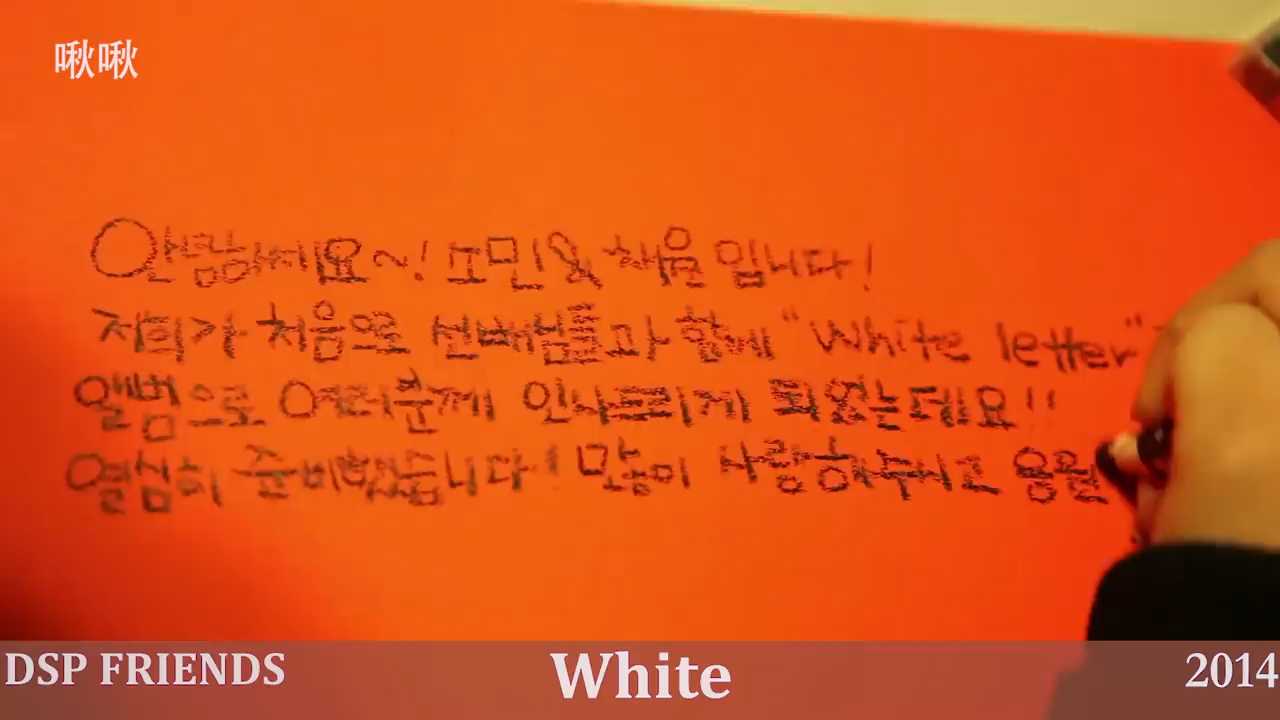 啾啾
안녕하세요~! 소민 & 채원 입니다!
저희가 처음으로 선배님들과 함께 "White letter"
앨범으로 여러분께 인사드리게 되었는데요!!
열심히 준비했습니다! 많이 사랑해주시고 응원
DSP FRIENDS
White
2014